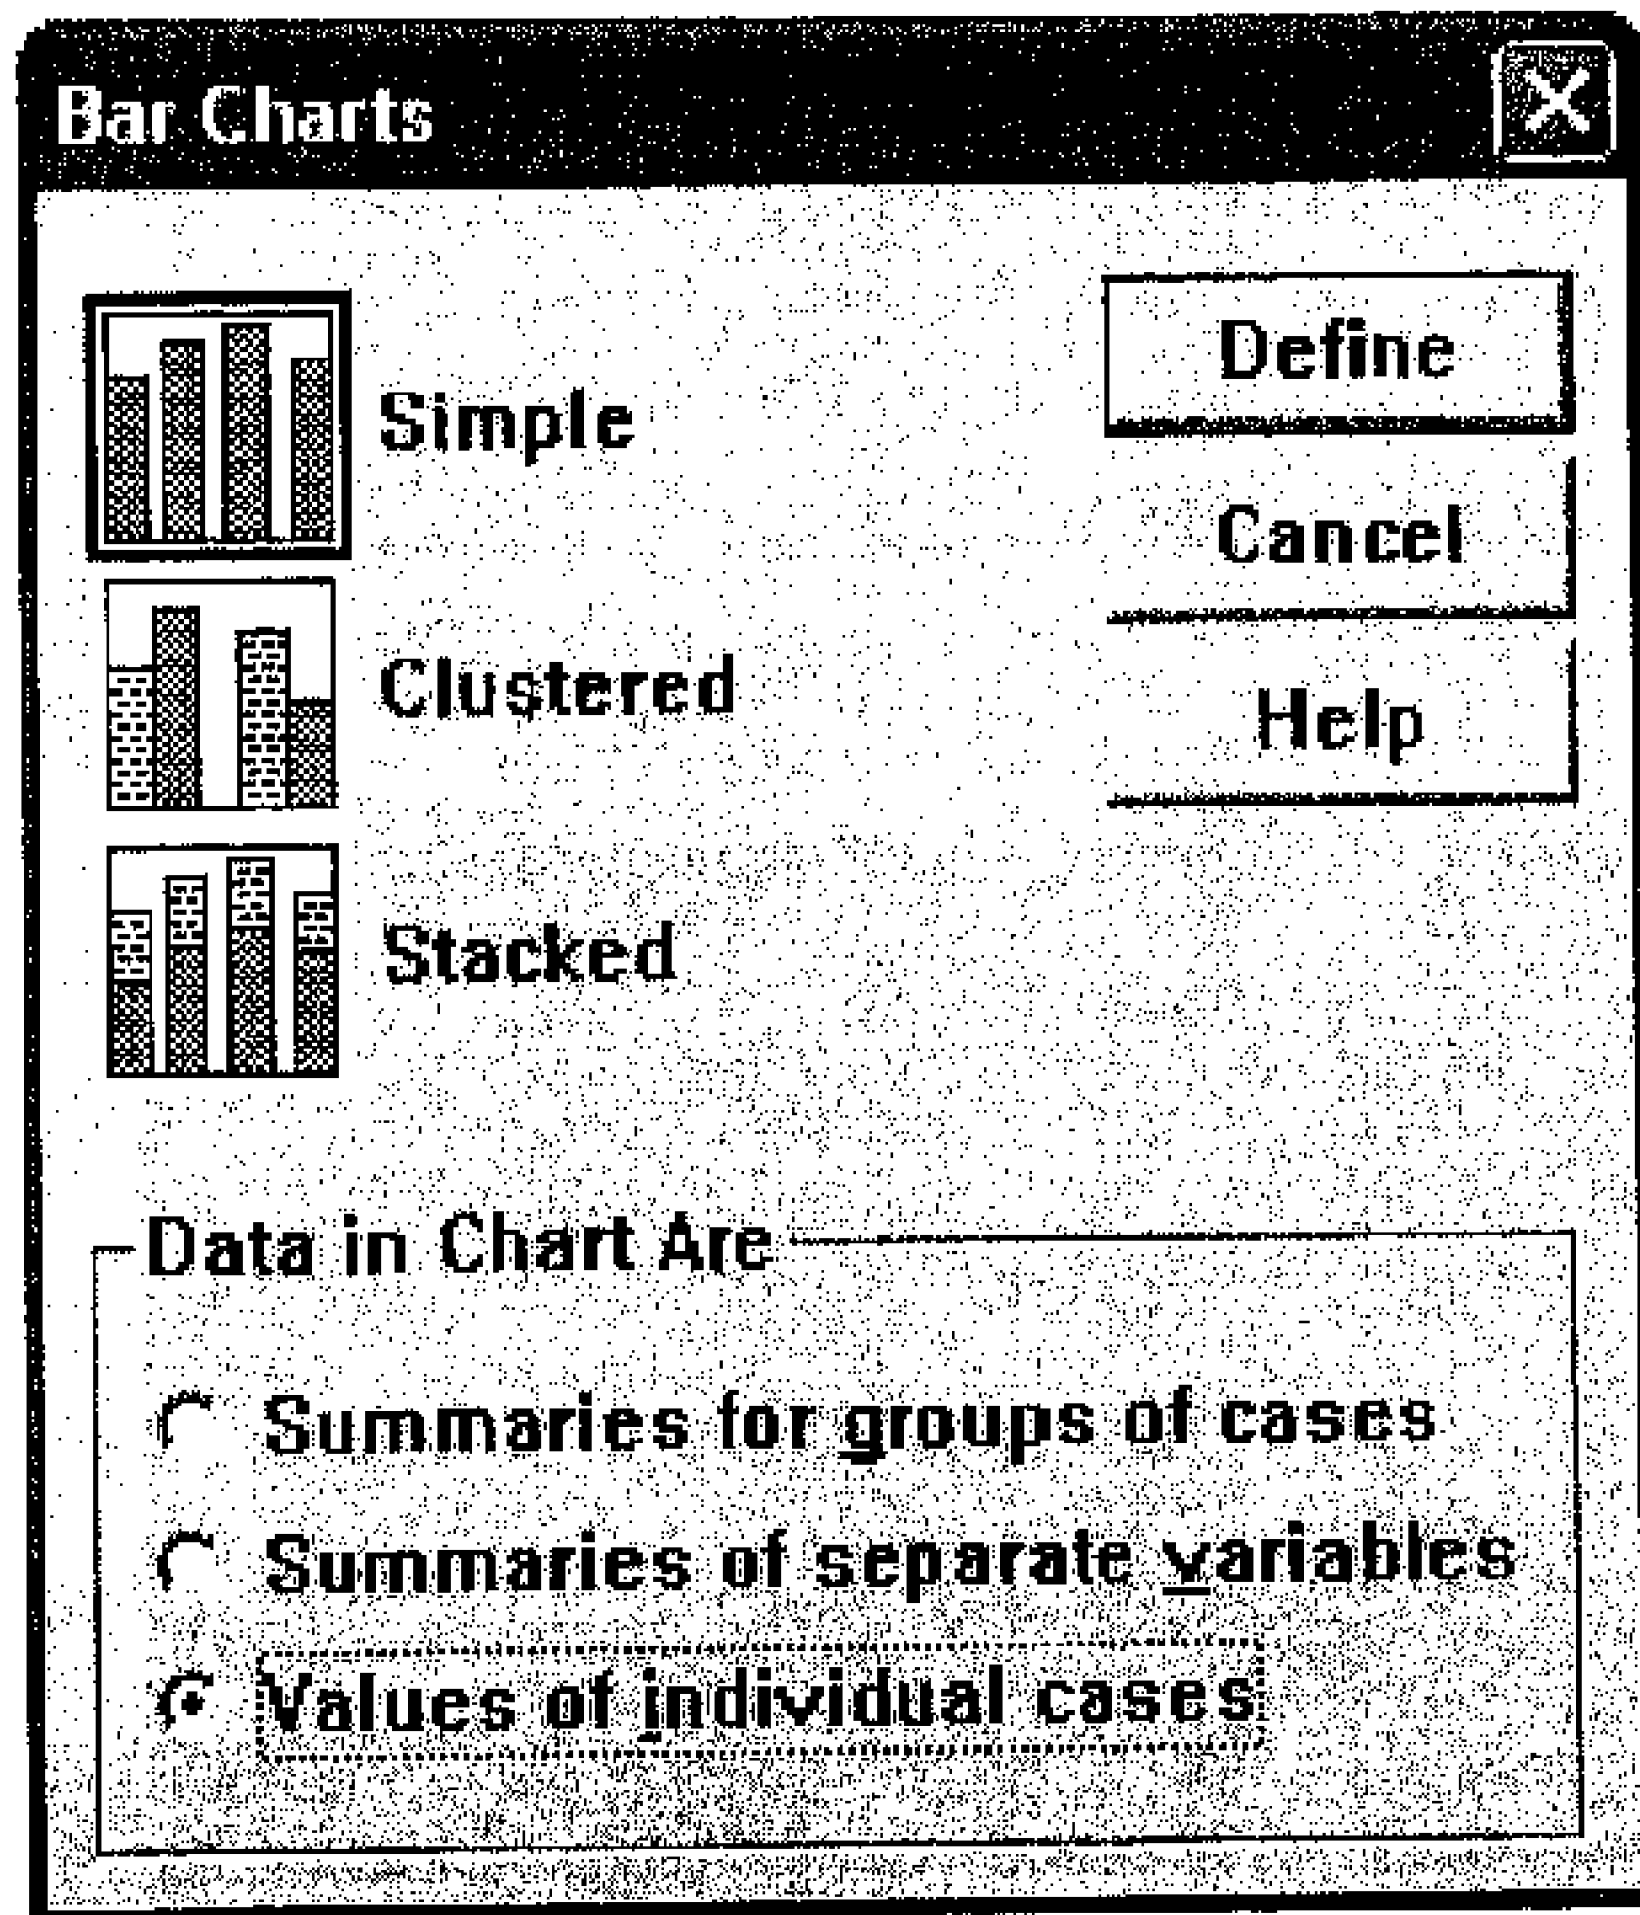 Bar Charts
Simple
Define
Cancel
Clustered
Help
Stacked
Data in Chart Are
Summaries for groups of cases
Summaries of separate variables
Values of individual cases